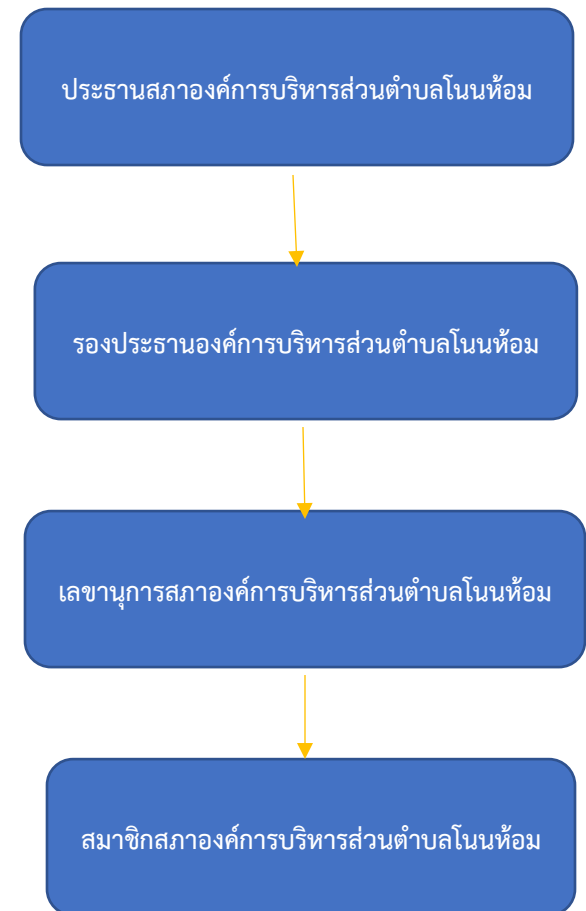 ประธานสภาองค์การบริหารส่วนตำบลโนนห้อม
รองประธานองค์การบริหารส่วนตำบลโนนห้อม
เลขานุการสภาองค์การบริหารส่วนตำบลโนนห้อม
สมาชิกสภาองค์การบริหารส่วนตำบลโนนห้อม